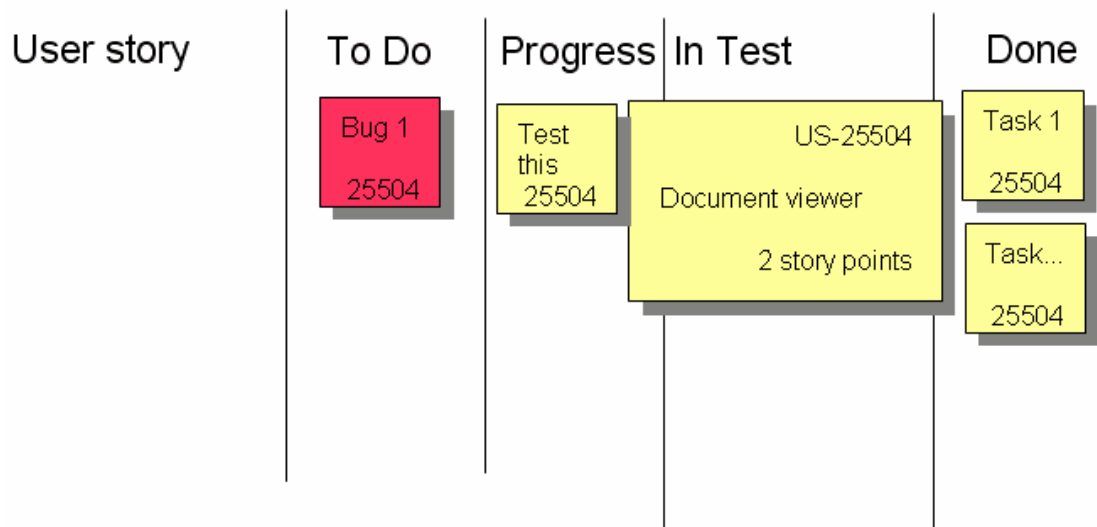 User story
To Do
Progress
In Test
Done
Bug 1
25504
Test
this
25504
US-25504
Document viewer
2 story points
Task 1
25504
Task...
25504